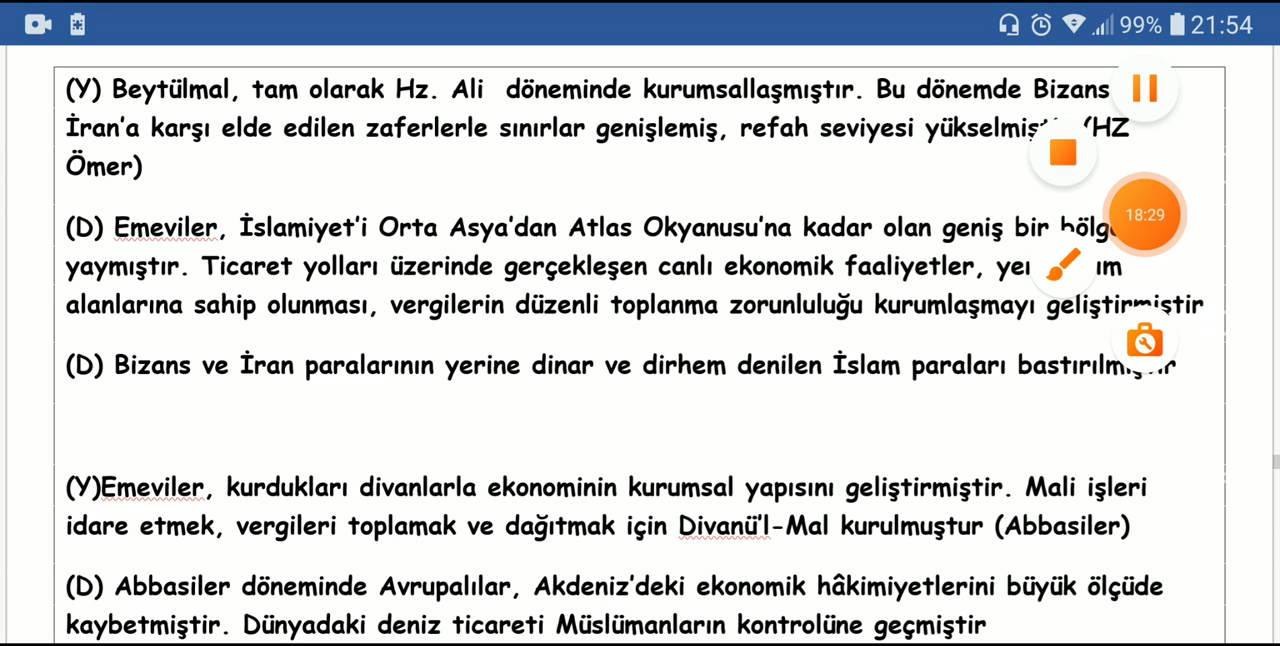 99% 21:54
(Y) Beytülmal, tam olarak Hz. Ali döneminde kurumsallaşmıştır. Bu dönemde Bizans
İran'a karşı elde edilen zaferlerle sınırlar genişlemiş, refah seviyesi (HZ
Ömer)
18:29
(D) Emeviler, İslamiyet'i Orta Asya'dan Atlas Okyanusu'na kadar olan geniş bir
yaymıştır. Ticaret yolları üzerinde gerçekleşen canlı ekonomik faaliyetler,
alanlarına sahip olunması, vergilerin düzenli toplanma zorunluluğu kurumlaşmayı geliştirmiştir
(D) Bizans ve İran paralarının yerine dinar ve dirhem denilen İslam paraları bastırılmıştır
(Y)Emeviler, kurdukları divanlarla ekonominin kurumsal yapısını geliştirmiştir. Mali işleri
idare etmek, vergileri toplamak ve dağıtmak için Divanü'l-Mal kurulmuştur (Abbasiler)
(D) Abbasiler döneminde Avrupalılar, Akdeniz'deki ekonomik hâkimiyetlerini büyük ölçüde
kaybetmiştir. Dünyadaki deniz ticareti Müslümanların kontrolüne geçmiştir